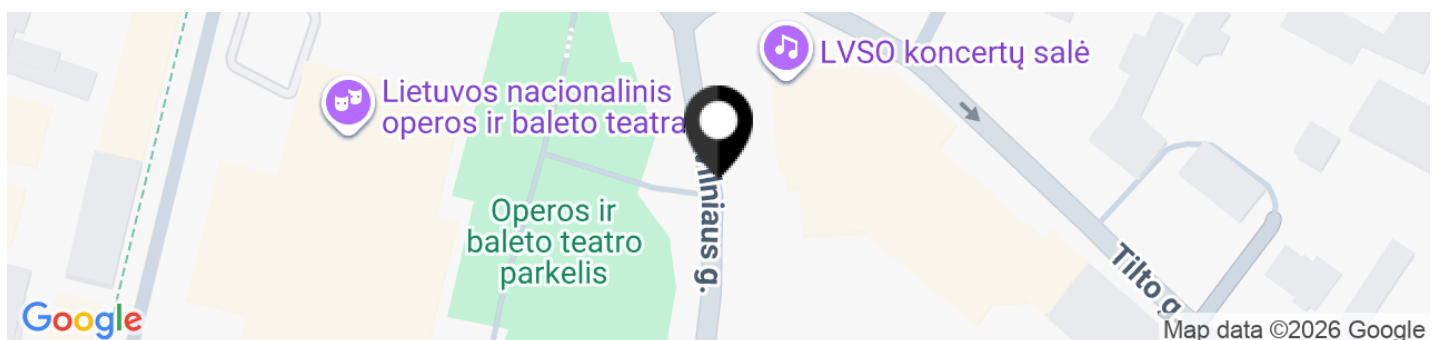 LVSO koncertų salė
Lietuvos nacionalinis
operos ir baleto teatra
Operos ir
baleto teatro
parkelis
g.
Tilto g.
Google
Map data ©2026 Google